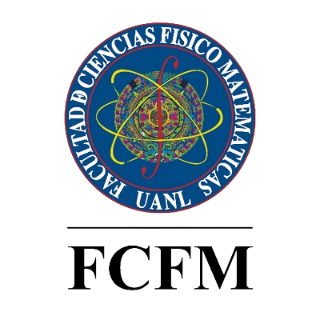 FACULTAD DE CIENCIAS FISICO MATEMATICAS
UANL
FCFM